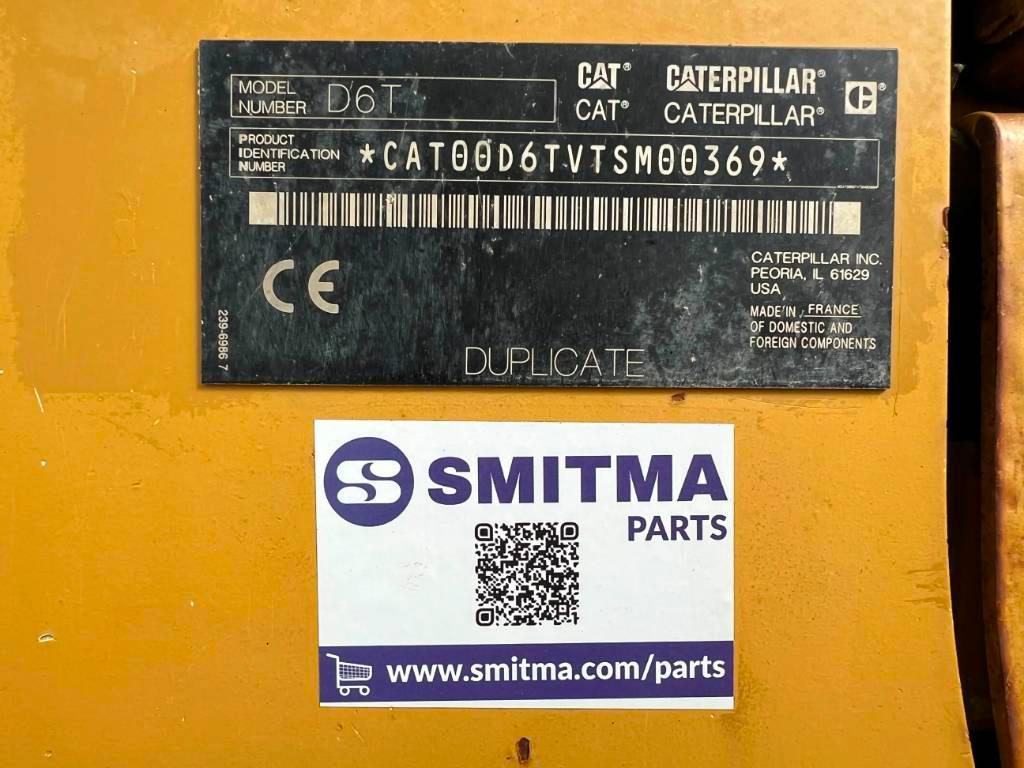 MODEL NUMBER D6T
CAT® CATERPILLAR®
CAT® CATERPILLAR®
PRODUCT
IDENTIFICATION
NUMBER
*CAT00D6TVTSM00369*
CATERPILLAR INC.
PEORIA, IL 61629
USA
MADE IN FRANCE
OF DOMESTIC AND
FOREIGN COMPONENTS
CE
239-6986 7
DUPLICATE
SMITMA
PARTS
www.smitma.com/parts